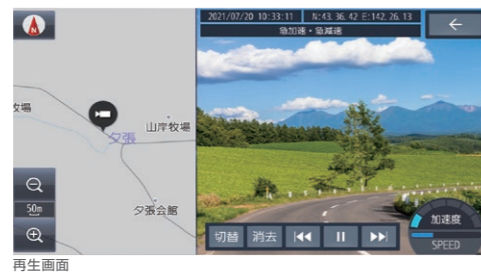 2021/07/20 10:33:11 N:43. 36. 42 E:142. 26. 13
急加速・急減速
牧場
山岸牧場
夕張
夕張会館
50m
切替 消去
加速度
SPEED
再生画面